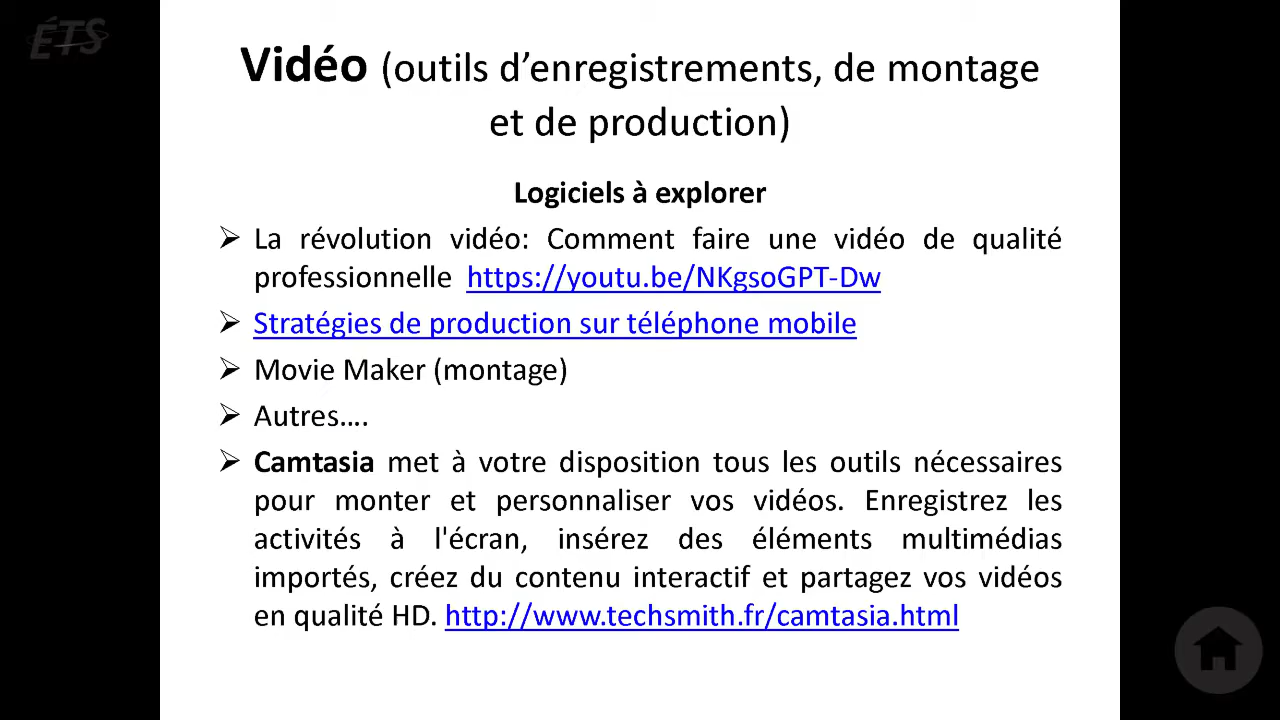 ÉTS
Vidéo (outils d’enregistrements, de montage
et de production)
Logiciels à explorer
La révolution vidéo: Comment faire une vidéo de qualité
professionnelle https://youtu.be/NKgsoGPT-Dw
Stratégies de production sur téléphone mobile
Movie Maker (montage)
Autres….
Camtasia met à votre disposition tous les outils nécessaires
pour monter et personnaliser vos vidéos. Enregistrez les
activités à l'écran, insérez des éléments multimédias
importés, créez du contenu interactif et partagez vos vidéos
en qualité HD. http://www.techsmith.fr/camtasia.html